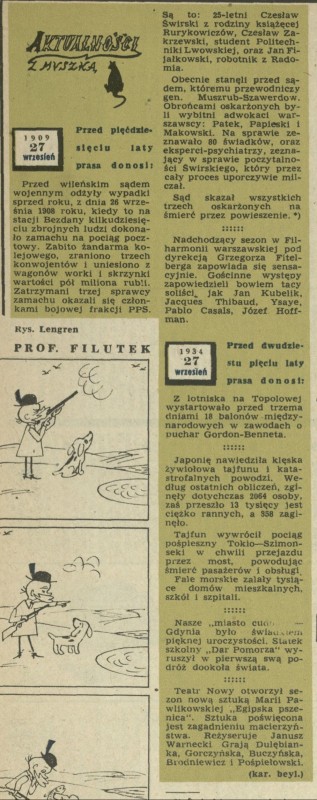 AKTUALNOŚCI
Z MYSZKĄ
1909
27
wrzesień
Przed pięćdzie-
sięciu laty
prasa donosi:
Przed wileńskim sądem
wojennym odżyły wypadki
sprzed roku, z dnia 26 wrze-
śnia 1908 roku, kiedy to na
stacji Bezdany kilkudziesię-
ciu zbrojnych ludzi dokona-
ło zamachu na pociąg pocz-
towy. Zabito żandarma ko-
lejowego, zraniono trzech
konwojentów i uniesiono z
wagonów worki i skrzynki
wartości pół miliona rubli.
Zatrzymani trzej sprawcy
zamachu okazali się człon-
kami bojowej frakcji PPS.
Są to: 25-letni Czesław
Świrski z rodziny książęcej
Rurykowiczów, Czesław Za-
krzewski, student Politech-
niki Lwowskiej, oraz Jan Fi-
jałkowski, robotnik z Rado-
mia.
Obecnie stanęli przed są-
dem, któremu przewodniczy
gen. Muszrub-Szawerdow.
Obrońcami oskarżonych by-
li wybitni adwokaci war-
szawscy: Patek, Papieski i
Makowski. Na sprawie ze-
znawało 80 świadków, oraz
eksperci-psychiatrzy, zezna-
jący w sprawie poczytalno-
ści Świrskiego, który przez
cały proces uporczywie mil-
czał.
Sąd skazał wszystkich
trzech oskarżonych na
śmierć przez powieszenie. *)
::::::
Nadchodzący sezon w Fil-
harmonii warszawskiej pod
dyrekcją Grzegorza Fitel-
berga zapowiada się sensa-
cyjnie. Gościnne występy
zapowiedzieli bowiem tacy
soliści, jak Jan Kubelik,
Jacques Thibaud, Ysaye,
Pablo Casals, Józef Hoff-
man.
::::::
1934
27
wrzesień
Przed dwudzie-
stu pięciu laty
prasa donosi:
Z lotniska na Topolowej
wystartowało przed trzema
dniami 18 balonów między-
narodowych w zawodach o
puchar Gordon-Benneta.
::::::
Japonię nawiedziła klęska
żywiołowa tajfunu i kata-
strofalnych powodzi. We-
dług ostatnich obliczeń, zgi-
nęły dotychczas 2064 osoby,
zaś przeszło 13 tysięcy jest
ciężko rannych, a 358 zagi-
nęło.
Tajfun wywrócił pociąg
pośpieszny Tokio—Szimon-
seki w chwili przejazdu
przez most, powodując
śmierć pasażerów i obsługi.
Fale morskie zalały tysią-
ce domów mieszkalnych,
szkół i szpitali.
::::::
Nasze „miasto —
Gdynia było świadkiem
pięknej uroczystości. Statek
szkolny „Dar Pomorza" wy-
ruszył w pierwszą swą po-
dróż dookoła świata.
::::::
Teatr Nowy otworzył se-
zon nową sztuką Marii Pa-
wlikowskiej „Egipska psze-
nica". Sztuka poświęcona
jest zagadnieniu macierzyń-
stwa. Reżyseruje Janusz
Warnecki Grają Dulębian-
ka, Gorczyńska, Buczyńska,
Brodniewicz i Pośpiełowski.
(kar. beyl.)
Rys. Lengren
PROF. FILUTEK